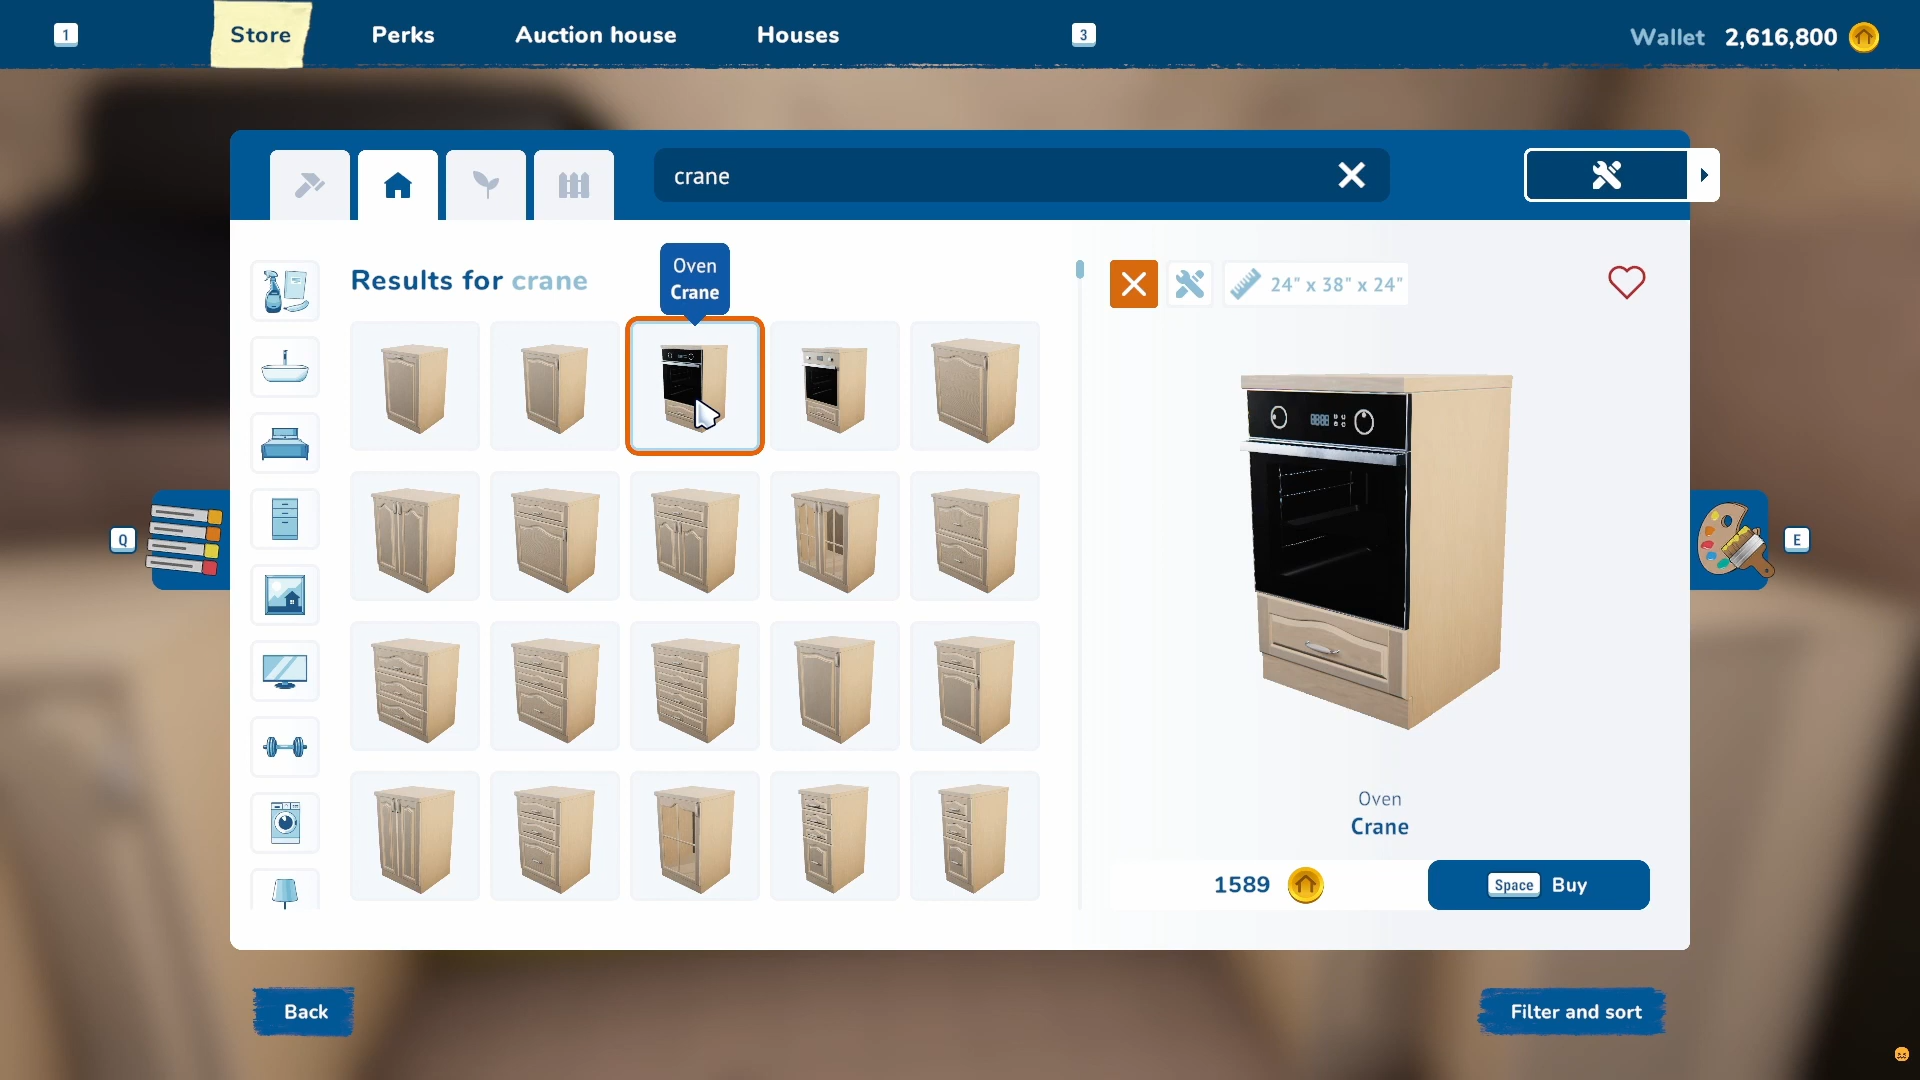 1
Store
Perks
Auction house
Houses
3
Wallet 2,616,800
crane
Results for crane
Oven
Crane
24" x 38" x 24"
Q
E
Oven
Crane
1589
Space Buy
Back
Filter and sort